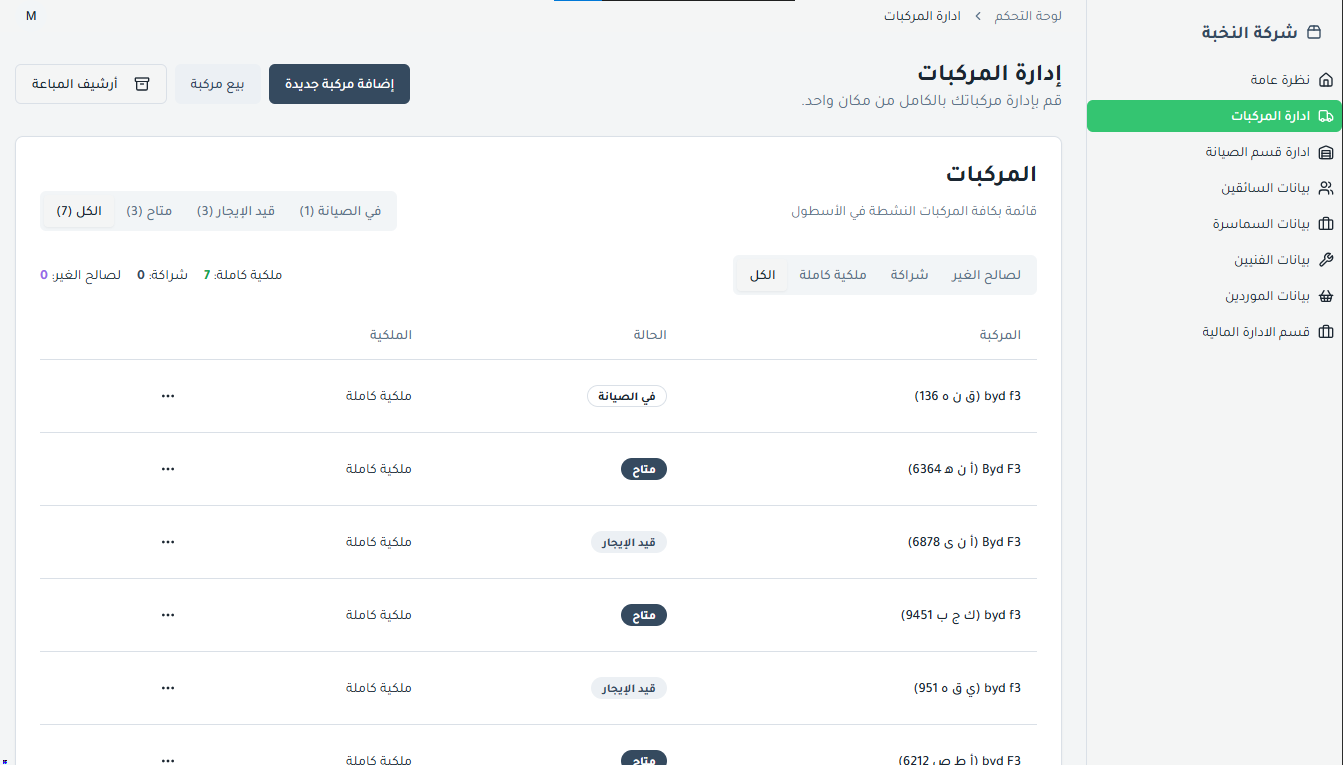 شركة النخبة
نظرة عامة
ادارة المركبات
ادارة قسم الصيانة
بيانات السائقين
بيانات السماسرة
بيانات الفنيين
بيانات الموردين
قسم الادارة المالية
لوحة التحكم
ادارة المركبات
M
إدارة المركبات
قم بإدارة مركباتك بالكامل من مكان واحد.
إضافة مركبة جديدة
بيع مركبة
أرشيف المباعة
المركبات
قائمة بكافة المركبات النشطة في الأسطول
في الصيانة (1)
قيد الإيجار (3)
متاح (3)
الكل (7)
لصالح الغير
شراكة
ملكية كاملة
الكل
ملكية كاملة: 7
شراكة: 0
لصالح الغير: 0
المركبة
الحالة
الملكية
byd f3 (ق ن ه 136)
في الصيانة
ملكية كاملة
Byd F3 (أ ن ھ 6364)
متاح
ملكية كاملة
Byd F3 (أ ن ى 6878)
قيد الإيجار
ملكية كاملة
byd f3 (ك ج ب 9451)
متاح
ملكية كاملة
byd f3 (ي ق ه 951)
قيد الإيجار
ملكية كاملة
byd F3 (أ ط ص 6212)
متاح
ملكية كاملة